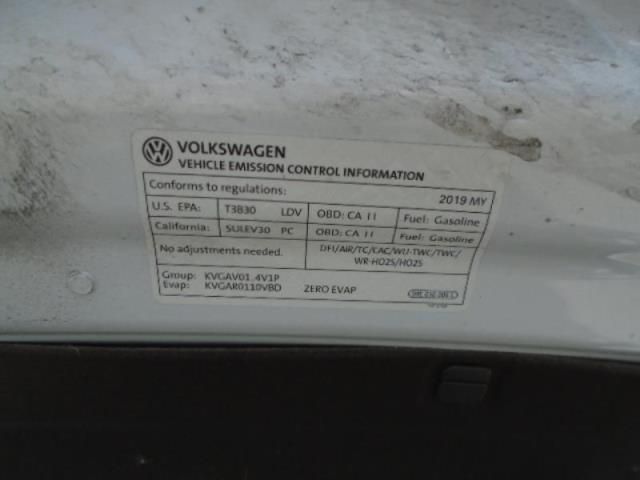 VOLKSWAGEN
VEHICLE EMISSION CONTROL INFORMATION
Conforms to regulations: 2019 MY
U.S. EPA: T3B30 LDV OBD: CA II Fuel: Gasoline
California: SULEV30 PC OBD: CA II Fuel: Gasoline
No adjustments needed. DFI/AIR/TC/CAC/WU-TWC/TWC/
WR-HO2S/HO2S
Group: KVGAV01.4V1P
Evap: KVGAR0110VBD ZERO EVAP